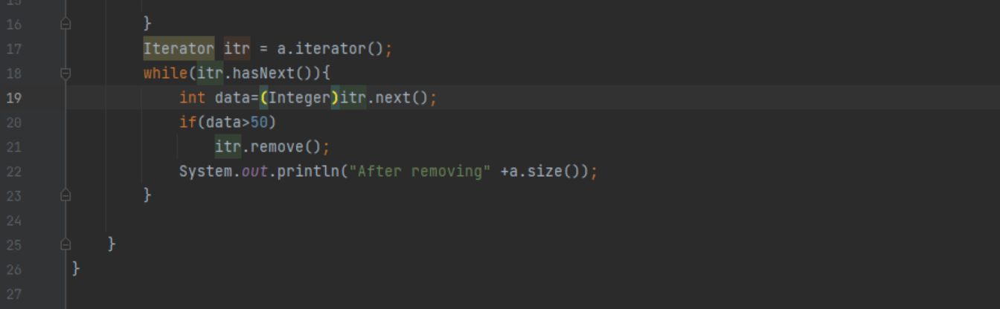 15
16 }
17 Iterator itr = a.iterator();
18 while(itr.hasNext()){
19 int data=(Integer)itr.next();
20 if(data>50)
21 itr.remove();
22 System.out.println("After removing" +a.size());
23 }
24
25 }
26 }
27